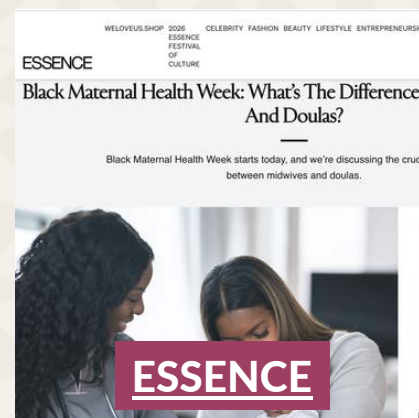 WELOVEUS.SHOP 2026 CELEBRITY FASHION BEAUTY LIFESTYLE
ESSENCE
FESTIVAL
OF
CULTURE
ESSENCE
Black Maternal Health Week: What's The Difference
And Doulas?
Black Maternal Health Week starts today, and we're discussing the
between midwives and doulas.
ESSENCE